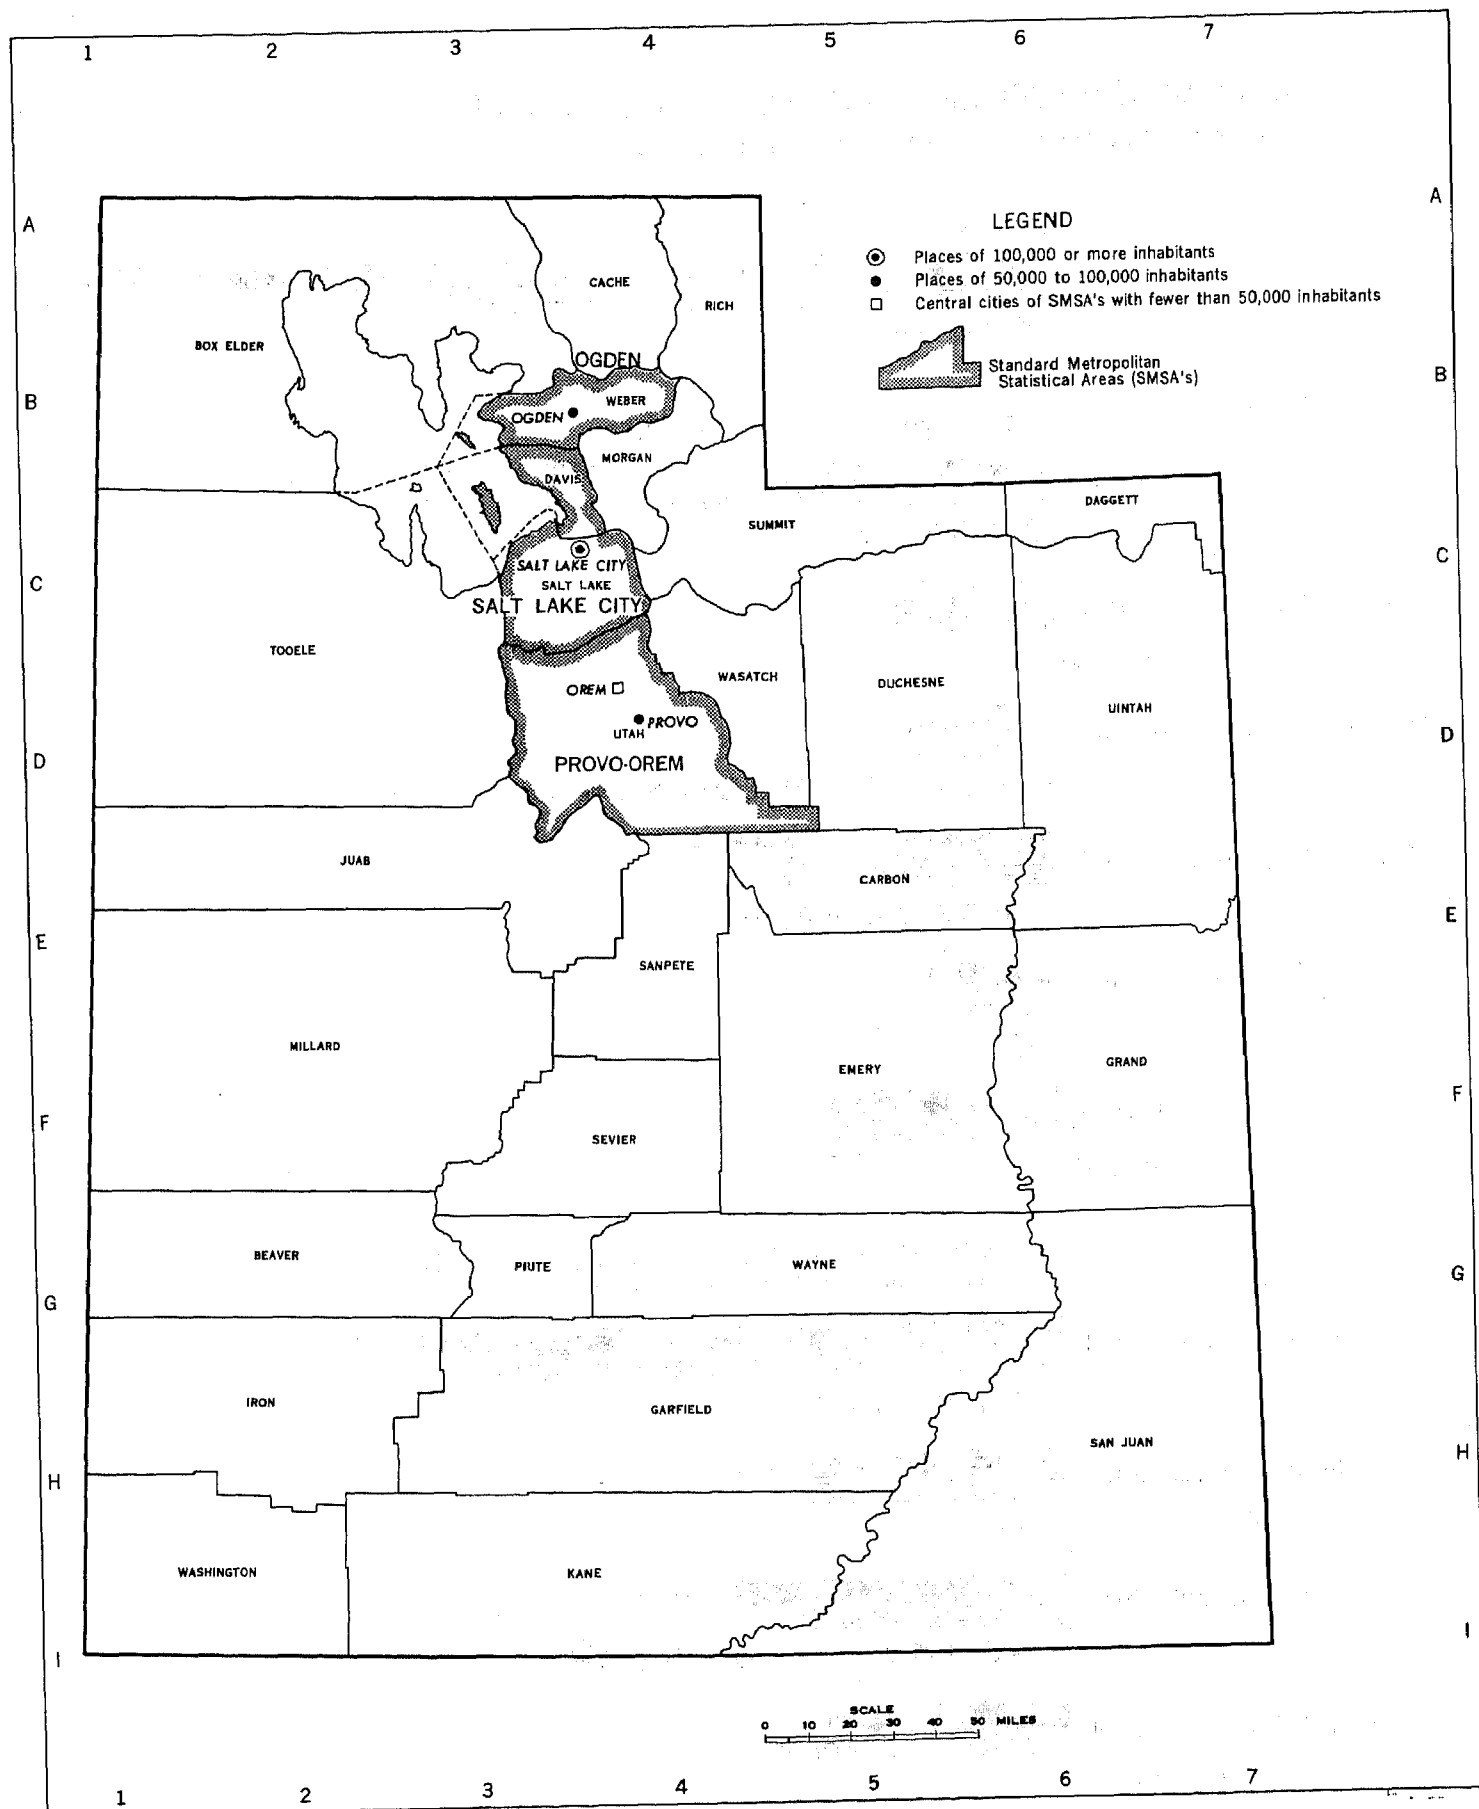 1 2 3 4 5 6 7
A A
LEGEND
Places of 100,000 or more inhabitants
Places of 50,000 to 100,000 inhabitants
Central cities of SMSA's with fewer than 50,000 inhabitants
Standard Metropolitan
Statistical Areas (SMSA's)
CACHE
RICH
BOX ELDER
OGDEN
B B
WEBER
OGDEN
MORGAN
DAVIS
DAGGETT
SUMMIT
C C
SALT LAKE CITY
SALT LAKE
SALT LAKE CITY
TOOELE
WASATCH
DUCHESNE
UINTAH
OREM
PROVO
UTAH
PROVO-OREM
D D
JUAB
CARBON
E E
SANPETE
MILLARD
EMERY
GRAND
F F
SEVIER
BEAVER
PIUTE
WAYNE
G G
IRON
GARFIELD
SAN JUAN
H H
WASHINGTON
KANE
I I
SCALE
0 10 20 30 40 50 MILES
1 2 3 4 5 6 7